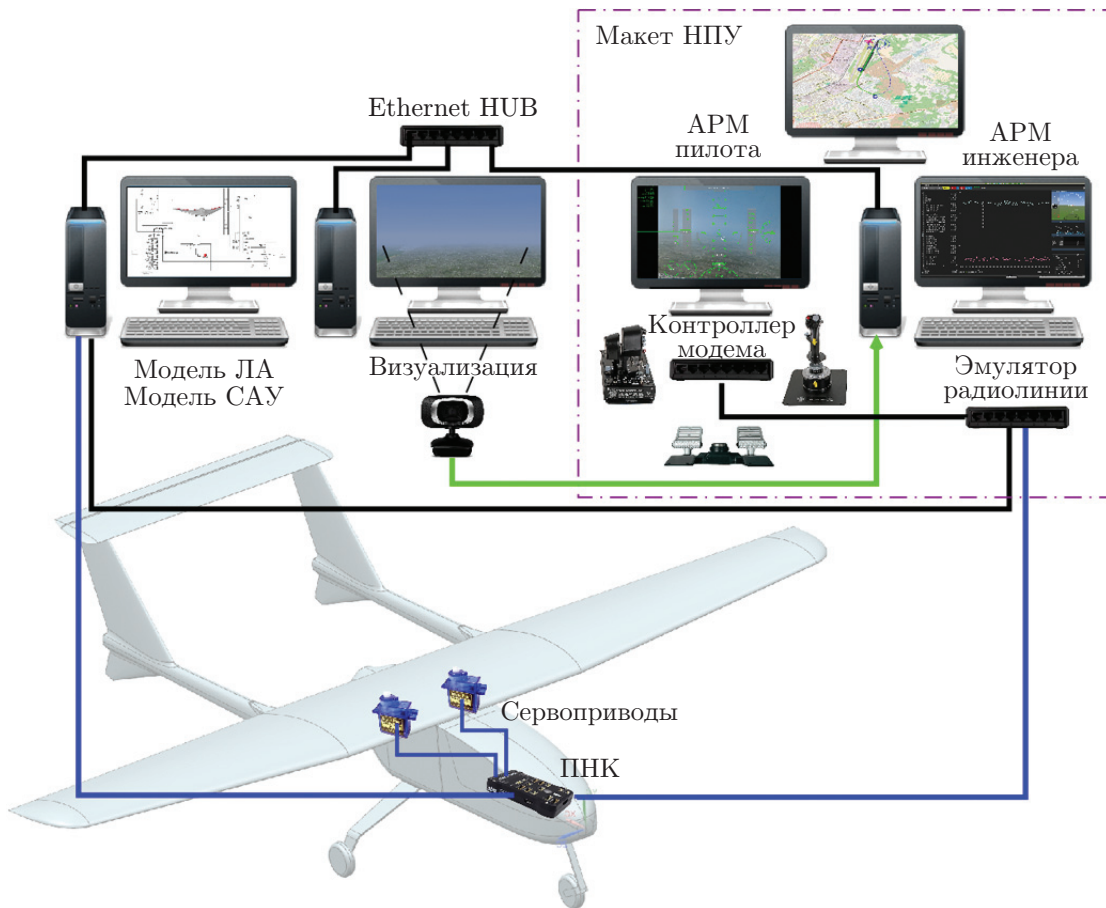 Макет НПУ
Ethernet HUB
АРМ
пилота
АРМ
инженера
Контроллер
модема
Модель ЛА
Модель САУ
Визуализация
Эмулятор
радиолинии
Сервоприводы
ПНК